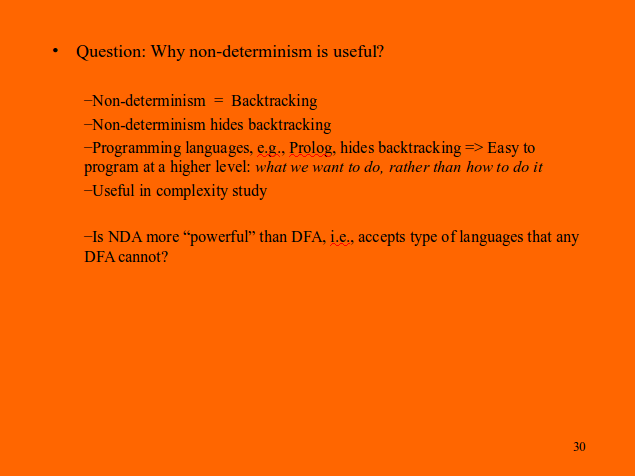 • Question: Why non-determinism is useful?
–Non-determinism = Backtracking
–Non-determinism hides backtracking
–Programming languages, e.g., Prolog, hides backtracking => Easy to
program at a higher level: what we want to do, rather than how to do it
–Useful in complexity study
–Is NDA more “powerful” than DFA, i.e., accepts type of languages that any
DFA cannot?
30